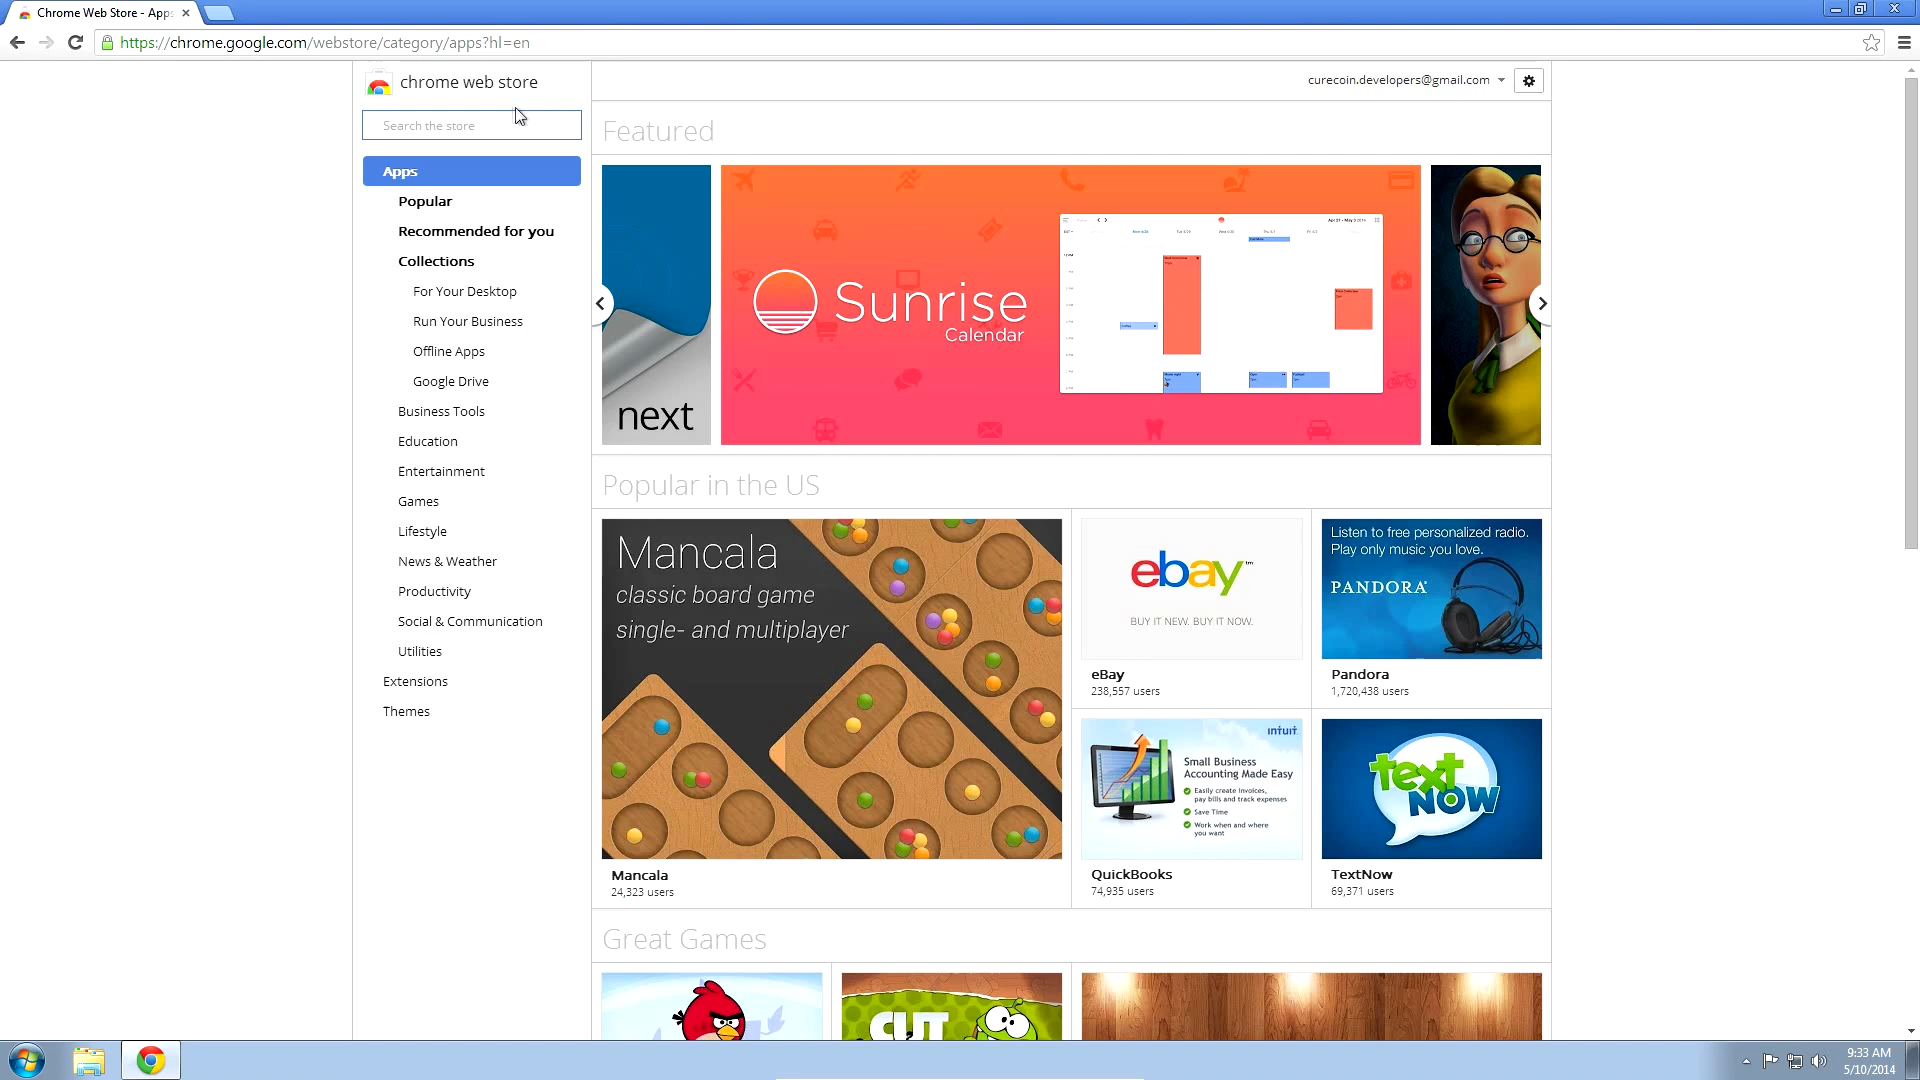 Chrome Web Store - Apps
https://chrome.google.com/webstore/category/apps?hl=en
chrome web store
curecoin.developers@gmail.com
Search the store
Apps
Popular
Recommended for you
Collections
For Your Desktop
Run Your Business
Offline Apps
Google Drive
Business Tools
Education
Entertainment
Games
Lifestyle
News & Weather
Productivity
Social & Communication
Utilities
Extensions
Themes
Featured
next
Sunrise
Calendar
Popular in the US
Mancala
classic board game
single- and multiplayer
Mancala
24,323 users
ebay™
BUY IT NEW. BUY IT NOW.
eBay
238,557 users
Listen to free personalized radio.
Play only music you love.
PANDORA
Pandora
1,720,438 users
intuit
Small Business
Accounting Made Easy
Easily create invoices,
pay bills and track expenses
Save Time
Work when and where
you want
QuickBooks
74,935 users
text
NOW
TextNow
69,371 users
Great Games
CUT
9:33 AM
5/10/2014